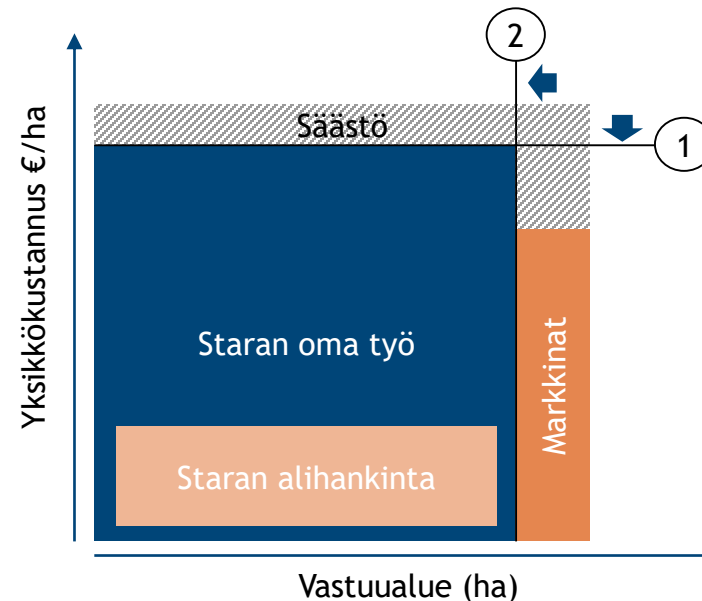 2
Säästö
1
Yksikkökustannus €/ha
Staran oma työ
Markkinat
Staran alihankinta
Vastuualue (ha)